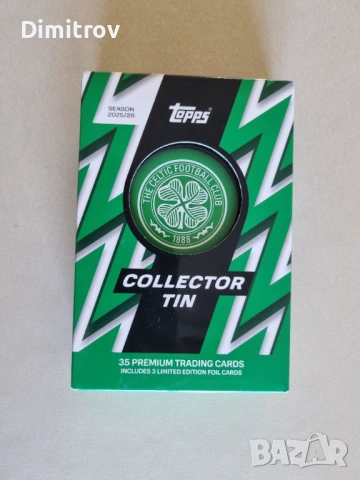 Dimitrov
SEASON
2025/26
Topps
THE CELTIC FOOTBALL CLUB
1888
COLLECTOR
TIN
35 PREMIUM TRADING CARDS
INCLUDES 3 LIMITED EDITION FOIL CARDS
BAZAR
bg